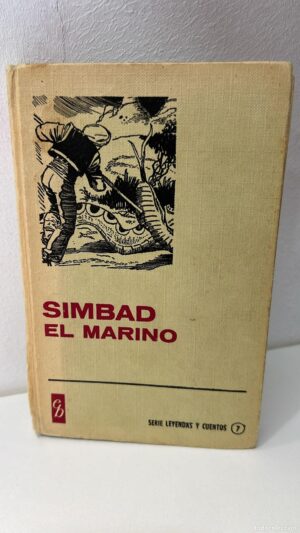 SIMBAD
EL MARINO
SERIE LEYENDAS Y CUENTOS 7